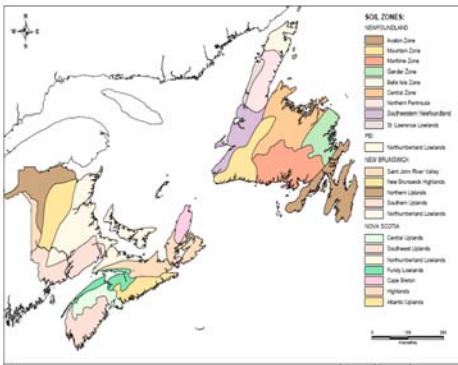 SOIL ZONES:
NEWFOUNDLAND
Avalon Zone
Mountain Zone
Maritime Zone
Gander Zone
Belle Isle Zone
Central Zone
Northern Peninsula
Southwestern Newfoundland
St. Lawrence Lowlands
PEI
Northumberland Lowlands
NEW BRUNSWICK
Saint John River Valley
New Brunswick Highlands
Northern Uplands
Southern Uplands
Northumberland Lowlands
NOVA SCOTIA
Central Uplands
Southwest Uplands
Northumberland Lowlands
Fundy Lowlands
Cape Breton
Highlands
Atlantic Uplands